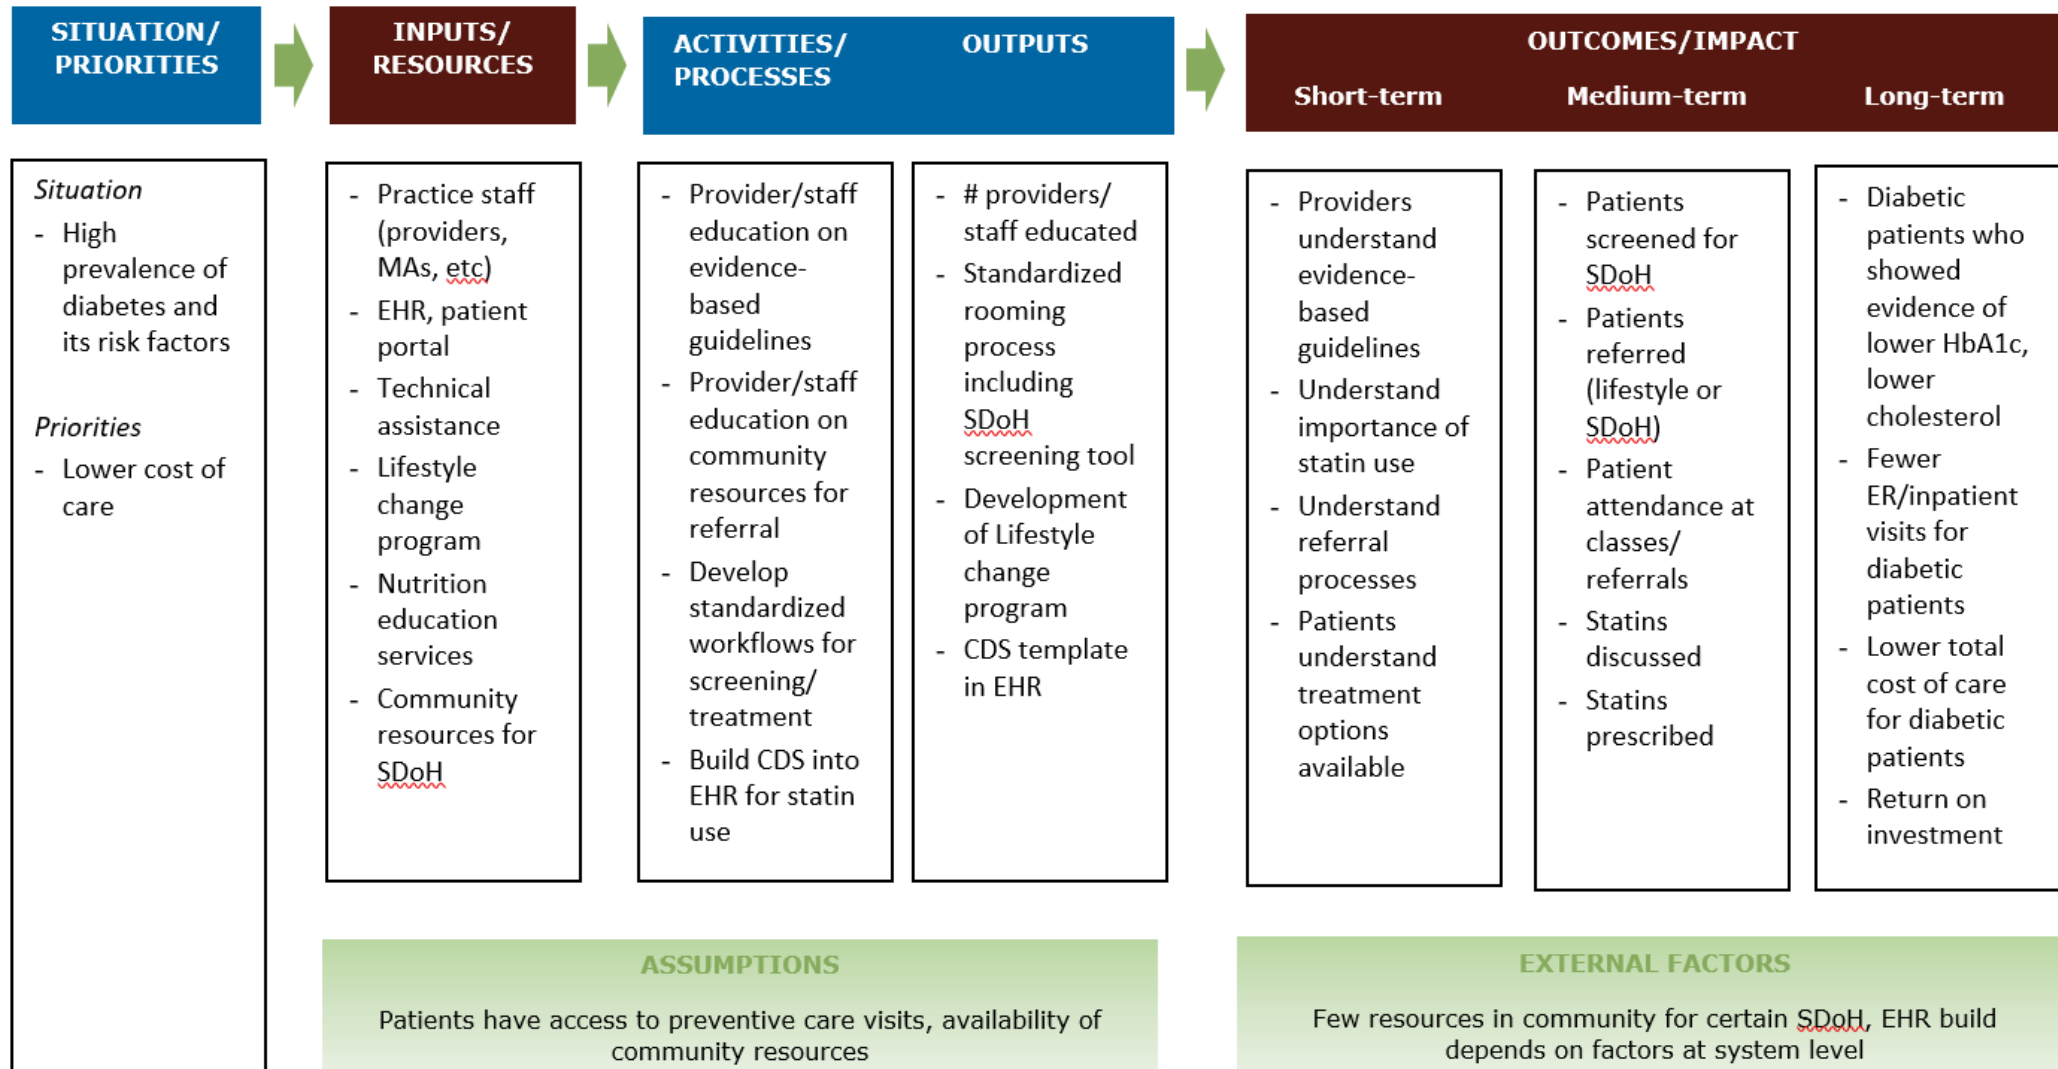 SITUATION/
PRIORITIES
INPUTS/
RESOURCES
ACTIVITIES/
PROCESSES
OUTPUTS
OUTCOMES/IMPACT
Short-term
Medium-term
Long-term
Situation
- High
prevalence of
diabetes and
its risk factors
Priorities
- Lower cost of
care
- Practice staff
(providers,
MAs, etc)
- EHR, patient
portal
- Technical
assistance
- Lifestyle
change
program
- Nutrition
education
services
- Community
resources for
SDoH
- Provider/staff
education on
evidence-
based
guidelines
- Provider/staff
education on
community
resources for
referral
- Develop
standardized
workflows for
screening/
treatment
- Build CDS into
EHR for statin
use
- # providers/
staff educated
- Standardized
rooming
process
including
SDoH
screening tool
- Development
of Lifestyle
change
program
- CDS template
in EHR
- Providers
understand
evidence-
based
guidelines
- Understand
importance of
statin use
- Understand
referral
processes
- Patients
understand
treatment
options
available
- Patients
screened for
SDoH
- Patients
referred
(lifestyle or
SDoH)
- Patient
attendance at
classes/
referrals
- Statins
discussed
- Statins
prescribed
- Diabetic
patients who
showed
evidence of
lower HbA1c,
lower
cholesterol
- Fewer
ER/inpatient
visits for
diabetic
patients
- Lower total
cost of care
for diabetic
patients
- Return on
investment
ASSUMPTIONS
Patients have access to preventive care visits, availability of
community resources
EXTERNAL FACTORS
Few resources in community for certain SDoH, EHR build
depends on factors at system level